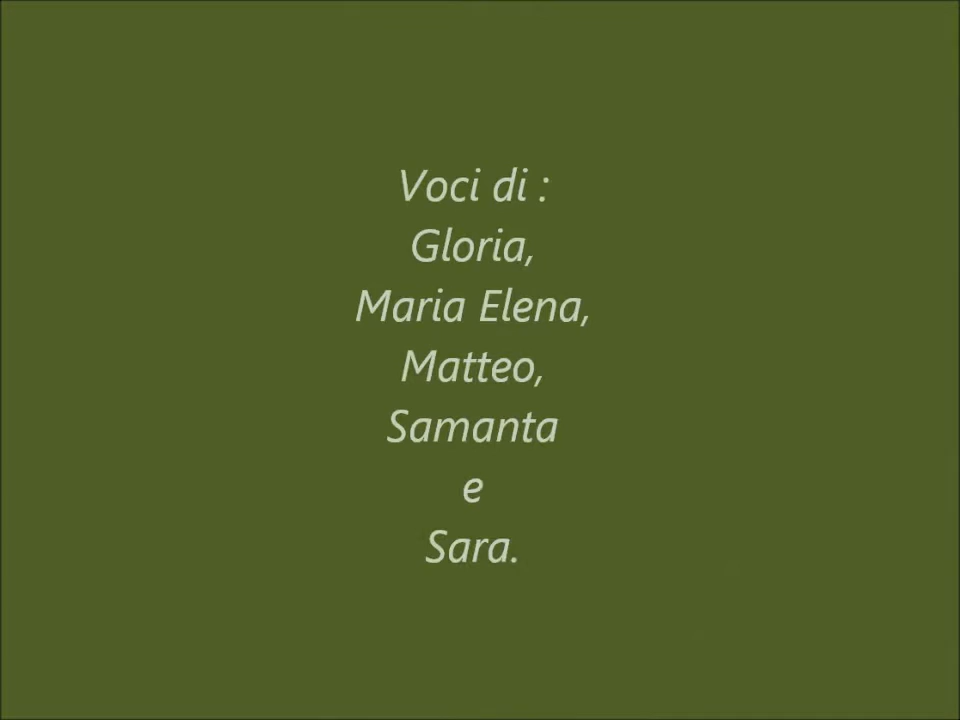 Voci di :
Gloria,
Maria Elena,
Matteo,
Samanta
e
Sara.